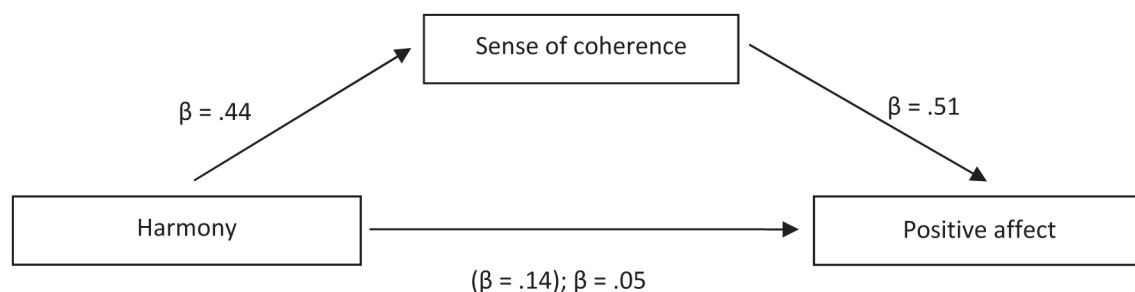 Sense of coherence
β = .44
β = .51
Harmony
Positive affect
(β = .14); β = .05